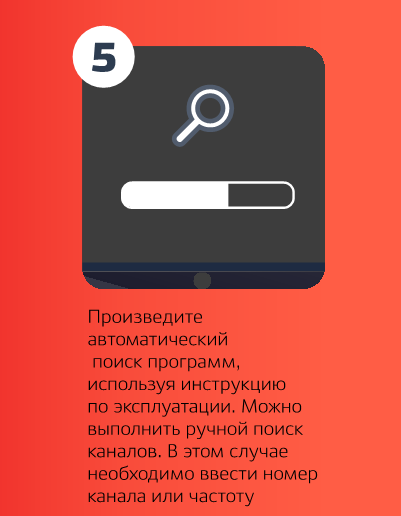 5
Произведите
автоматический
поиск программ,
используя инструкцию
по эксплуатации. Можно
выполнить ручной поиск
каналов. В этом случае
необходимо ввести номер
канала или частоту